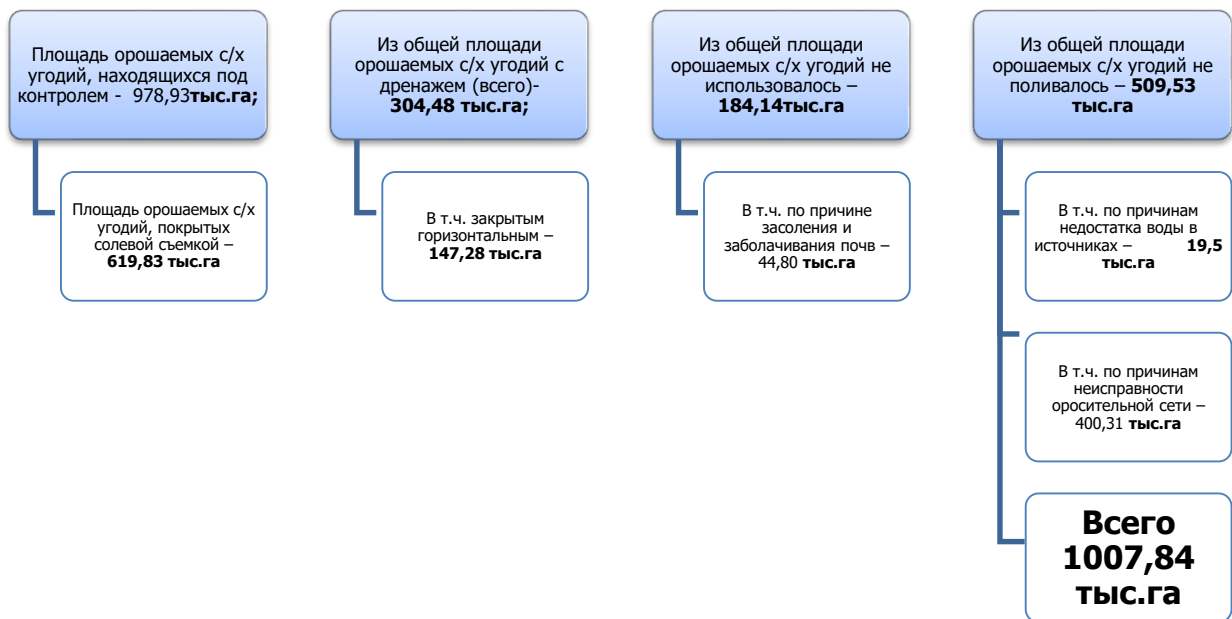 Площадь орошаемых с/х
угодий, находящихся под
контролем - 978,93тыс.га;
Площадь орошаемых с/х
угодий, покрытых
солевой съемкой –
619,83 тыс.га
Из общей площади
орошаемых с/х угодий с
дренажем (всего)-
304,48 тыс.га;
В т.ч. закрытым
горизонтальным –
147,28 тыс.га
Из общей площади
орошаемых с/х угодий не
использовалось –
184,14тыс.га
В т.ч. по причине
засоления и
заболачивания почв –
44,80 тыс.га
Из общей площади
орошаемых с/х угодий не
поливалось – 509,53
тыс.га
В т.ч. по причинам
недостатка воды в
источниках – 19,5
тыс.га
В т.ч. по причинам
неисправности
оросительной сети –
400,31 тыс.га
Всего
1007,84
тыс.га